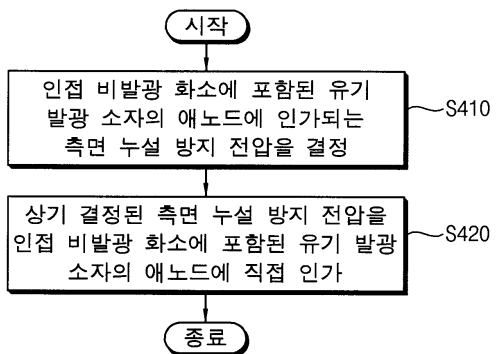 시작
인접 비발광 화소에 포함된 유기
발광 소자의 애노드에 인가되는
측면 누설 방지 전압을 결정
S410
상기 결정된 측면 누설 방지 전압을
인접 비발광 화소에 포함된 유기 발광
소자의 애노드에 직접 인가
S420
종료